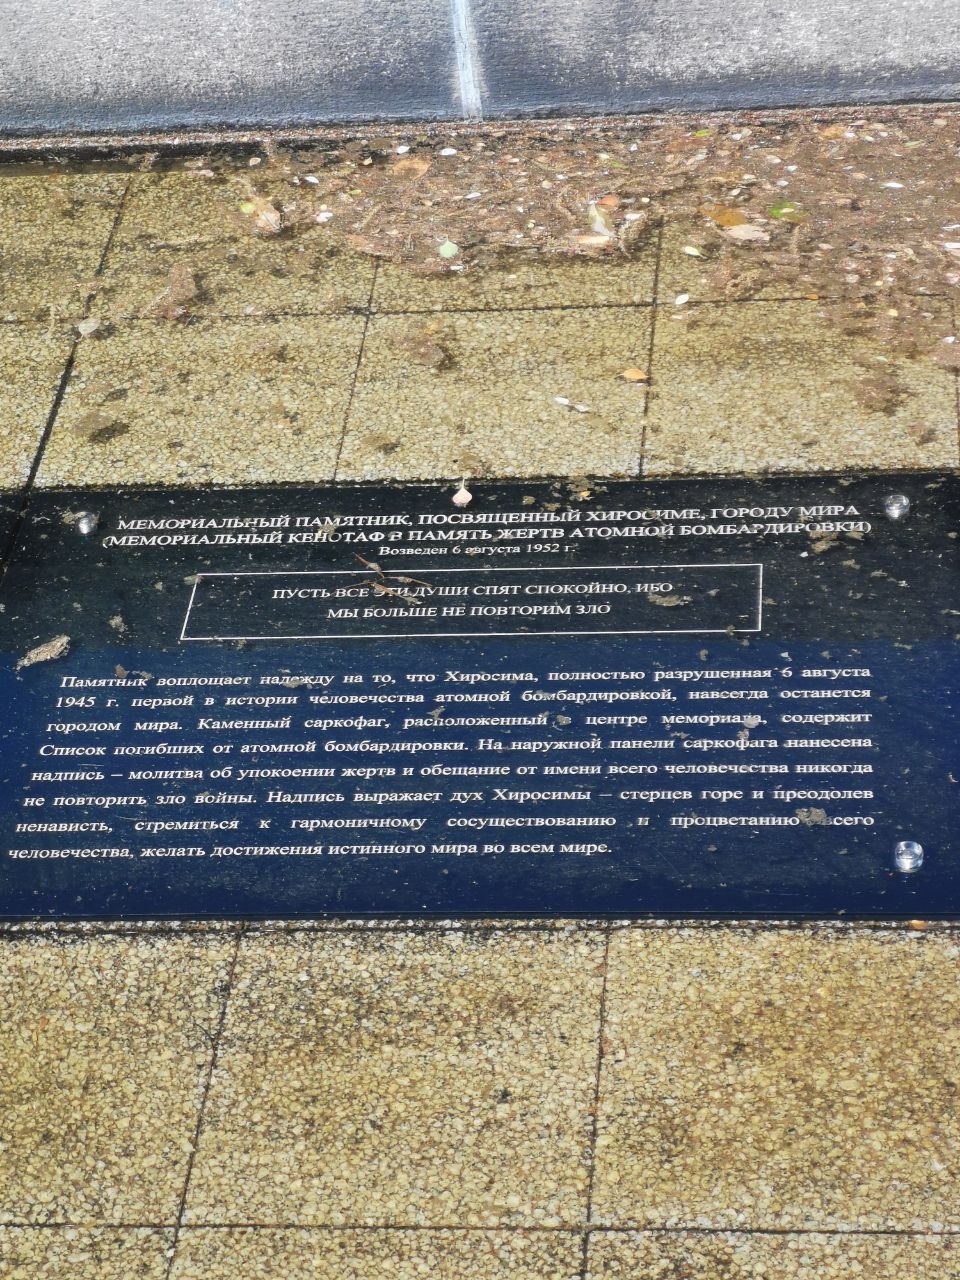 МЕМОРИАЛЬНЫЙ ПАМЯТНИК, ПОСВЯЩЕННЫЙ ХИРОСИМЕ, ГОРОДУ МИРА
(МЕМОРИАЛЬНЫЙ КЕНОТАФ В ПАМЯТЬ ЖЕРТВ АТОМНОЙ БОМБАРДИРОВКИ)
Возведен 6 августа 1952 г.
ПУСТЬ ВСЕ ЭТИ ДУШИ СПЯТ СПОКОЙНО, ИБО
МЫ БОЛЬШЕ НЕ ПОВТОРИМ ЗЛО
Памятник воплощает надежду на то, что Хиросима, полностью разрушенная 6 августа
1945 г. первой в истории человечества атомной бомбардировкой, навсегда останется
городом мира. Каменный саркофаг, расположенный в центре мемориала, содержит
Список погибших от атомной бомбардировки. На наружной панели саркофага нанесена
надпись – молитва об упокоении жертв и обещание от имени всего человечества никогда
не повторить зло войны. Надпись выражает дух Хиросимы – стерпев горе и преодолев
ненависть, стремиться к гармоничному сосуществованию и процветанию всего
человечества, желать достижения истинного мира во всем мире.